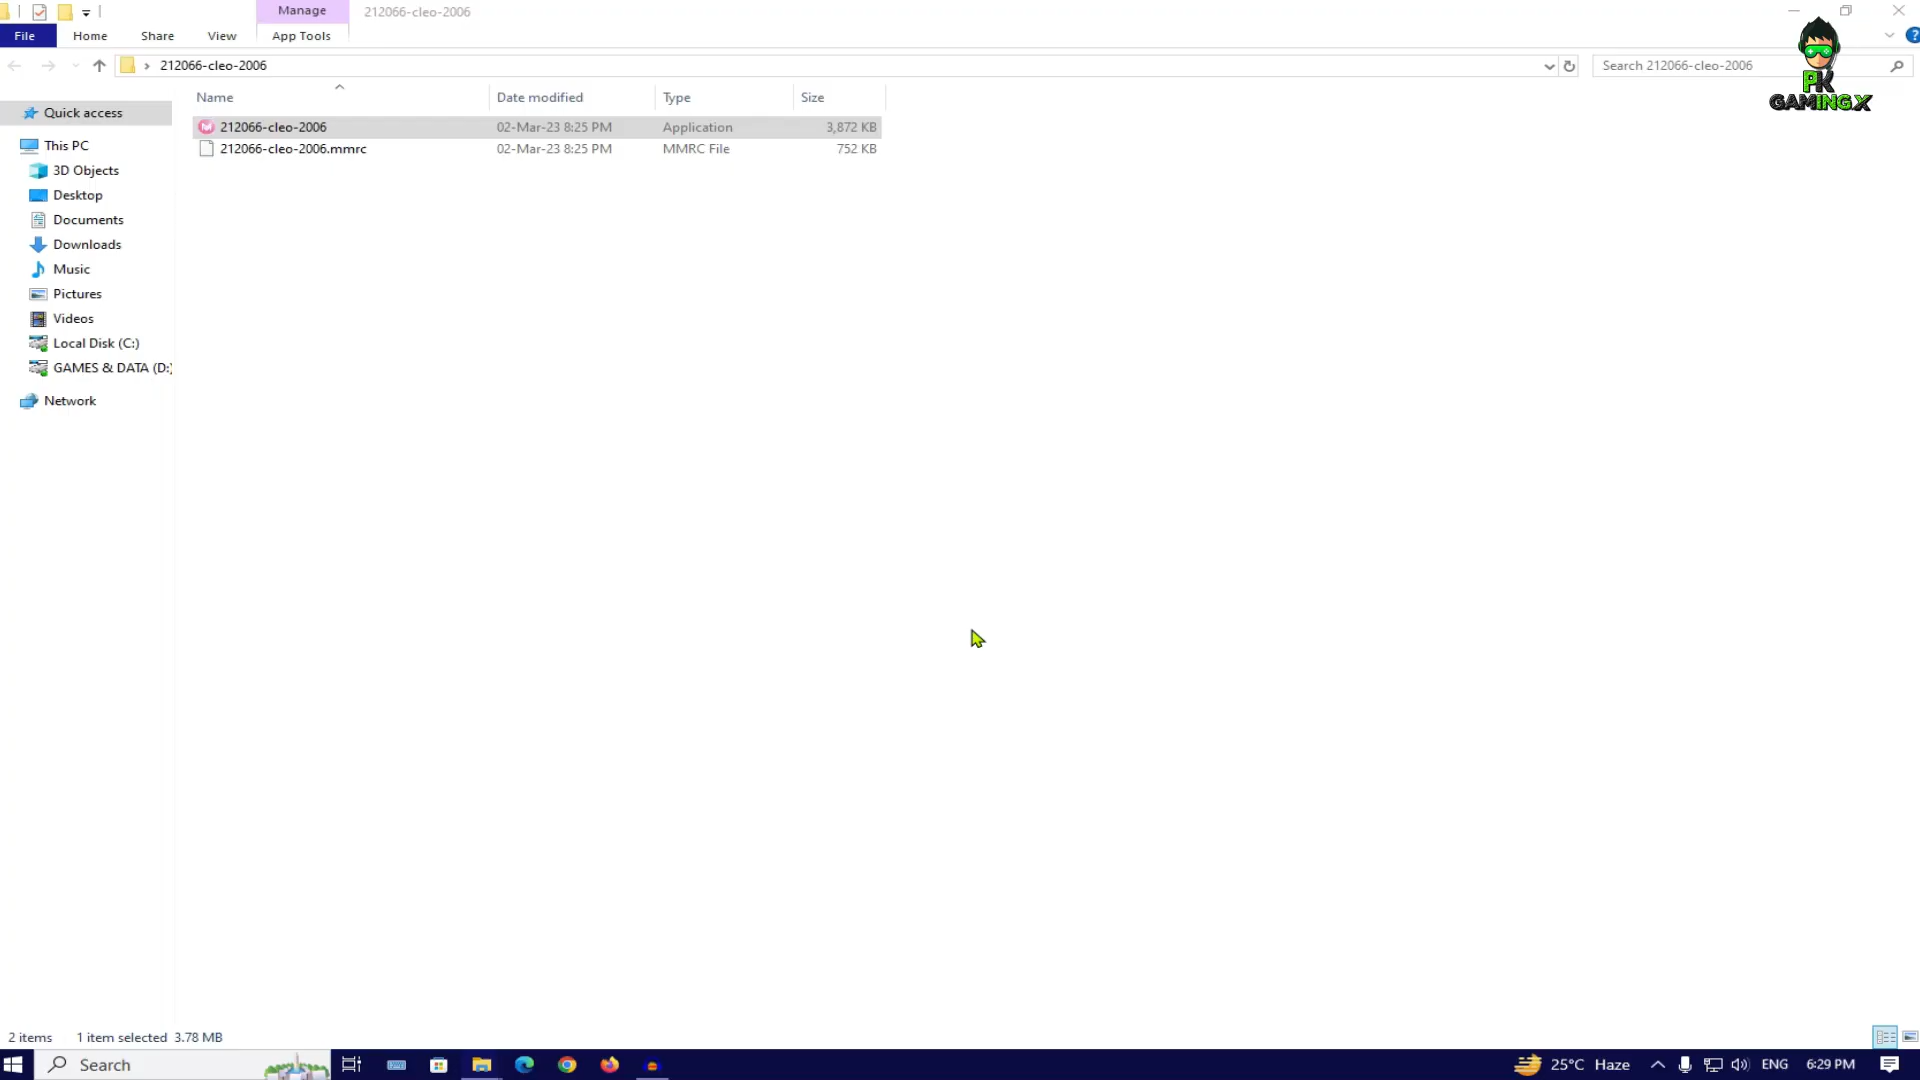 Manage
212066-cleo-2006
File
Home
Share
View
App Tools
212066-cleo-2006
Search 212066-cleo-2006
PK
GAMINGX
Name
Date modified
Type
Size
Quick access
This PC
3D Objects
Desktop
Documents
Downloads
Music
Pictures
Videos
Local Disk (C:)
GAMES & DATA (D:)
Network
212066-cleo-2006 02-Mar-23 8:25 PM Application 3,872 KB
212066-cleo-2006.mmrc 02-Mar-23 8:25 PM MMRC File 752 KB
2 items 1 item selected 3.78 MB
Search
25°C Haze
ENG
6:29 PM